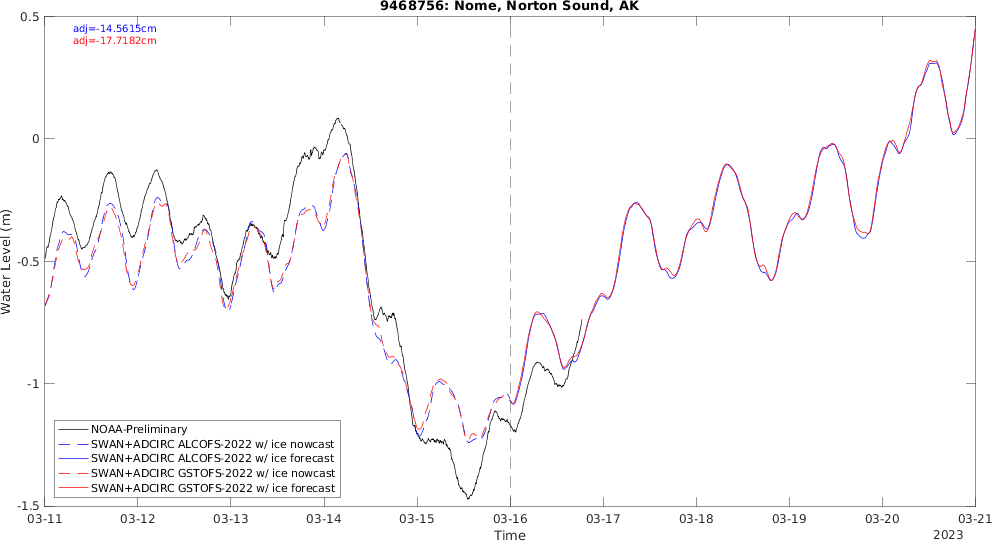 9468756: Nome, Norton Sound, AK
adj=-14.5615cm
adj=-17.7182cm
Water Level (m)
0.5
0
-0.5
-1
-1.5
NOAA-Preliminary
SWAN+ADCIRC ALCOFS-2022 w/ ice nowcast
SWAN+ADCIRC ALCOFS-2022 w/ ice forecast
SWAN+ADCIRC GSTOFS-2022 w/ ice nowcast
SWAN+ADCIRC GSTOFS-2022 w/ ice forecast
03-11 03-12 03-13 03-14 03-15 03-16 03-17 03-18 03-19 03-20 03-21
Time
2023